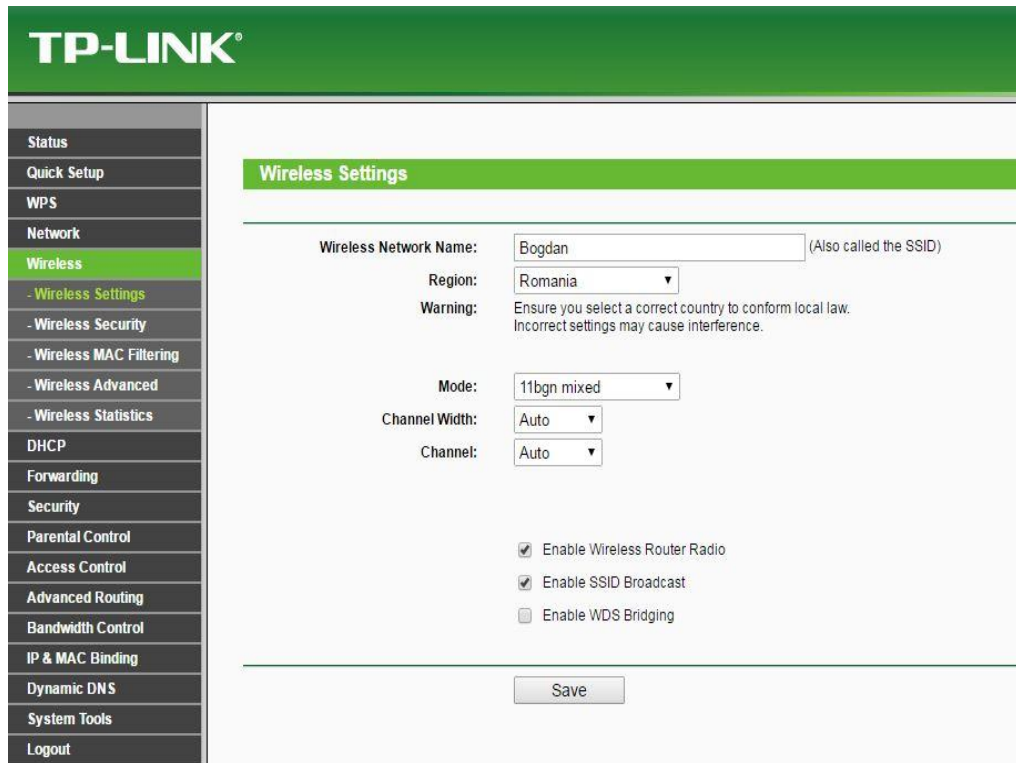 TP-LINK®
Status
Quick Setup
WPS
Network
Wireless
- Wireless Settings
- Wireless Security
- Wireless MAC Filtering
- Wireless Advanced
- Wireless Statistics
DHCP
Forwarding
Security
Parental Control
Access Control
Advanced Routing
Bandwidth Control
IP & MAC Binding
Dynamic DNS
System Tools
Logout
Wireless Settings
Wireless Network Name: Bogdan (Also called the SSID)
Region: Romania
Warning: Ensure you select a correct country to conform local law.
Incorrect settings may cause interference.
Mode: 11bgn mixed
Channel Width: Auto
Channel: Auto
Enable Wireless Router Radio
Enable SSID Broadcast
Enable WDS Bridging
Save